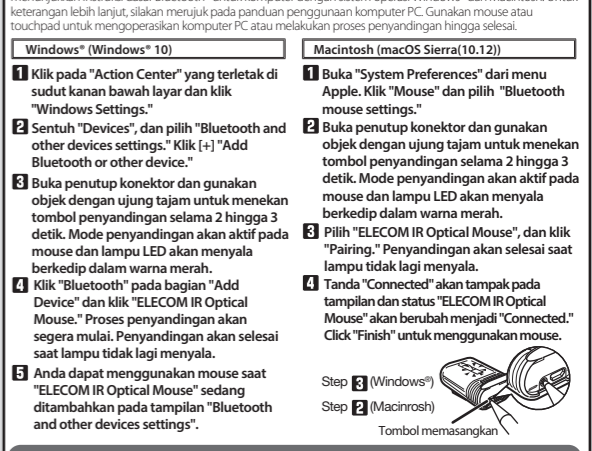 keterangan lebih lanjut, silakan merujuk pada panduan penggunaan komputer PC. Gunakan mouse atau
touchpad untuk mengoperasikan komputer PC atau melakukan proses penyandingan hingga selesai.
Windows® (Windows® 10)
1 Klik pada "Action Center" yang terletak di
sudut kanan bawah layar dan klik
"Windows Settings."
2 Sentuh "Devices", dan pilih "Bluetooth and
other devices settings." Klik [+] "Add
Bluetooth or other device."
3 Buka penutup konektor dan gunakan
objek dengan ujung tajam untuk menekan
tombol penyandingan selama 2 hingga 3
detik. Mode penyandingan akan aktif pada
mouse dan lampu LED akan menyala
berkedip dalam warna merah.
4 Klik "Bluetooth" pada bagian "Add
Device" dan klik "ELECOM IR Optical
Mouse." Proses penyandingan akan
segera mulai. Penyandingan akan selesai
saat lampu tidak lagi menyala.
5 Anda dapat menggunakan mouse saat
"ELECOM IR Optical Mouse" sedang
ditambahkan pada tampilan "Bluetooth
and other devices settings".
Macintosh (macOS Sierra(10.12))
1 Buka "System Preferences" dari menu
Apple. Klik "Mouse" dan pilih "Bluetooth
mouse settings."
2 Buka penutup konektor dan gunakan
objek dengan ujung tajam untuk menekan
tombol penyandingan selama 2 hingga 3
detik. Mode penyandingan akan aktif pada
mouse dan lampu LED akan menyala
berkedip dalam warna merah.
3 Pilih "ELECOM IR Optical Mouse", dan klik
"Pairing." Penyandingan akan selesai saat
lampu tidak lagi menyala.
4 Tanda "Connected" akan tampak pada
tampilan dan status "ELECOM IR Optical
Mouse" akan berubah menjadi "Connected."
Click "Finish" untuk menggunakan mouse.
Step 3 (Windows®)
Step 2 (Macinrosh)
Tombol memasangkan